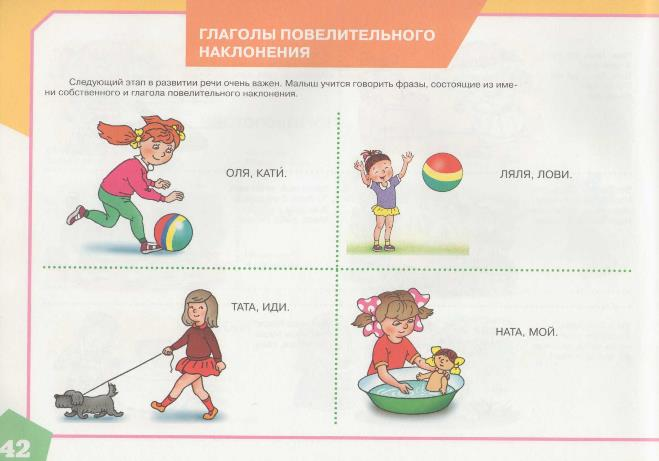 ГЛАГОЛЫ ПОВЕЛИТЕЛЬНОГО
НАКЛОНЕНИЯ
Следующий этап в развитии речи очень важен. Малыш учится говорить фразы, состоящие из име-
ни собственного и глагола повелительного наклонения.
ОЛЯ, КАТИ́.
ЛЯЛЯ, ЛОВИ.
ТАТА, ИДИ.
НАТА, МОЙ.
42